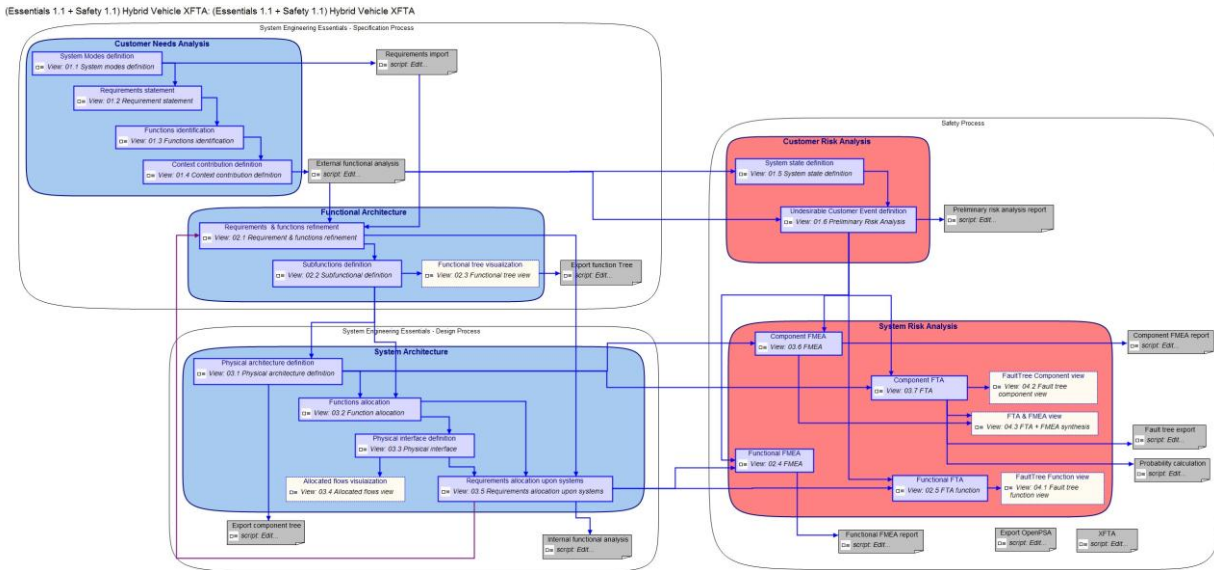 (Essentials 1.1 + Safety 1.1) Hybrid Vehicle XFTA: (Essentials 1.1 + Safety 1.1) Hybrid Vehicle XFTA
System Engineering Essentials - Specification Process
Customer Needs Analysis
System Modes definition
View: 01.1 System modes definition
Requirements import
script: Edit...
Requirements statement
View: 01.2 Requirement statement
Functions identification
View: 01.3 Functions identification
Context contribution definition
View: 01.4 Context contribution definition
External functional analysis
script: Edit...
Functional Architecture
Requirements & functions refinement
View: 02.1 Requirement & functions refinement
Subfunctions definition
View: 02.2 Subfunctional definition
Functional tree visualization
View: 02.3 Functional tree view
Export function Tree
script: Edit...
System Engineering Essentials - Design Process
System Architecture
Physical architecture definition
View: 03.1 Physical architecture definition
Functions allocation
View: 03.2 Function allocation
Physical interface definition
View: 03.3 Physical interface
Allocated flows visulaization
View: 03.4 Allocated flows view
Requirements allocation upon systems
View: 03.5 Requirements allocation upon systems
Export component tree
script: Edit...
Internal functional analysis
script: Edit...
Safety Process
Customer Risk Analysis
System state definition
View: 01.5 System state definition
Undesirable Customer Event definition
View: 01.6 Preliminary Risk Analysis
Preliminary risk analysis report
script: Edit...
System Risk Analysis
Component FMEA
View: 03.6 FMEA
Component FMEA report
script: Edit...
Component FTA
View: 03.7 FTA
FaultTree Component view
View: 04.2 Fault tree
component view
FTA & FMEA view
View: 04.3 FTA + FMEA synthesis
Fault tree export
script: Edit...
Functional FMEA
View: 02.4 FMEA
Probability calculation
script: Edit...
Functional FTA
View: 02.5 FTA function
FaultTree Function view
View: 04.1 Fault tree
function view
Functional FMEA report
script: Edit...
Export OpenPSA
script: Edit...
XFTA
script: Edit...